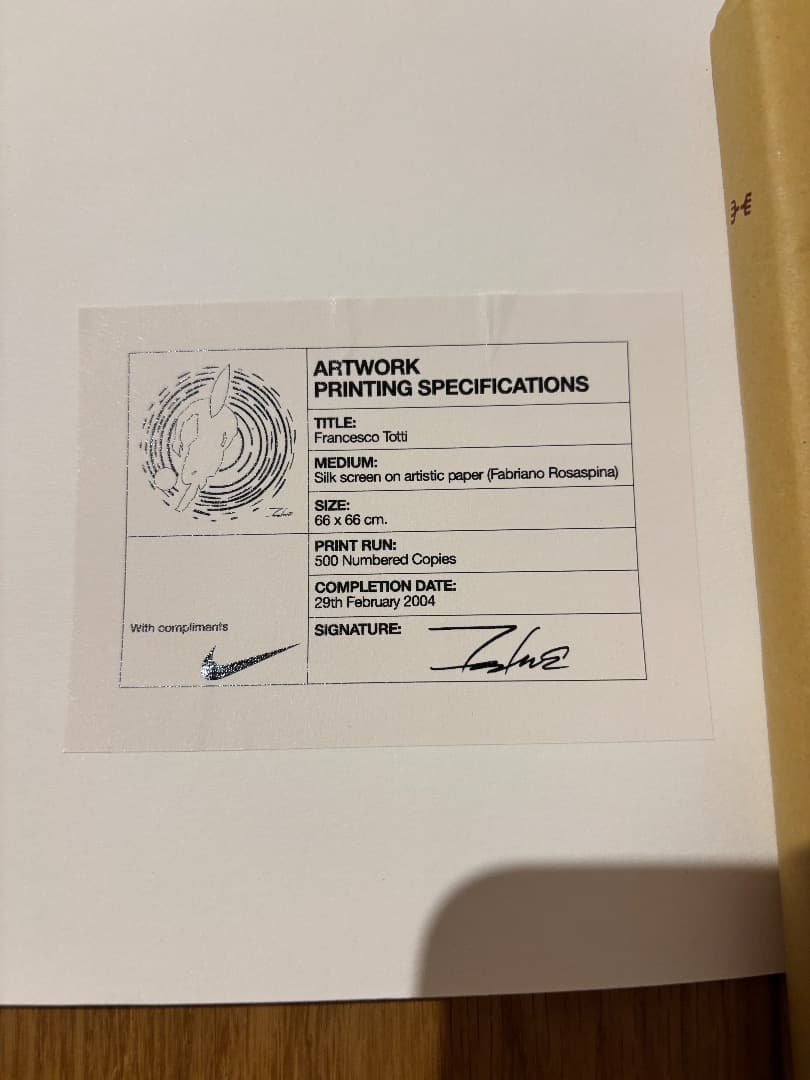 ARTWORK
PRINTING SPECIFICATIONS
TITLE:
Francesco Totti
MEDIUM:
Silk screen on artistic paper (Fabriano Rosaspina)
SIZE:
66 x 66 cm.
PRINT RUN:
500 Numbered Copies
COMPLETION DATE:
29th February 2004
SIGNATURE:
With compliments